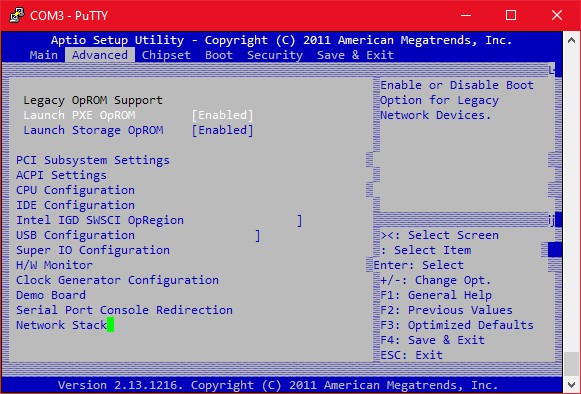 COM3 - PuTTY
Aptio Setup Utility - Copyright (C) 2011 American Megatrends, Inc.
Main Advanced Chipset Boot Security Save & Exit
Legacy OpROM Support
Launch PXE OpROM [Enabled]
Launch Storage OpROM [Enabled]
PCI Subsystem Settings
ACPI Settings
CPU Configuration
IDE Configuration
Intel IGD SWSCI OpRegion ]
USB Configuration ]
Super IO Configuration
H/W Monitor
Clock Generator Configuration
Demo Board
Serial Port Console Redirection
Network Stack
Enable or Disable Boot
Option for Legacy
Network Devices.
><: Select Screen
: Select Item
Enter: Select
+/-: Change Opt.
F1: General Help
F2: Previous Values
F3: Optimized Defaults
F4: Save & Exit
ESC: Exit
Version 2.13.1216. Copyright (C) 2011 American Megatrends, Inc.